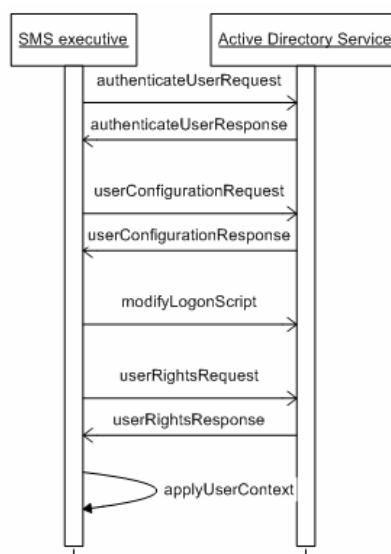 SMS executive
Active Directory Service
authenticateUserRequest
authenticateUserResponse
userConfigurationRequest
userConfigurationResponse
modifyLogonScript
userRightsRequest
userRightsResponse
applyUserContext